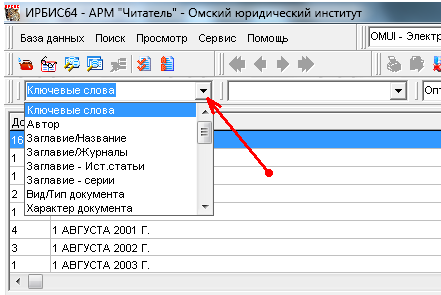 ИРБИС64 - АРМ "Читатель" - Омский юридический институт
База данных Поиск Просмотр Сервис Помощь
OMUI - Электр
Ключевые слова
Опт
Ключевые слова
До
Автор
16
Заглавие/Название
1
Заглавие/Журналы
1
Заглавие - Ист.статьи
Заглавие - серии
2
Вид/Тип документа
1
Характер документа
4 1 АВГУСТА 2001 Г.
3 1 АВГУСТА 2002 Г.
1 1 АВГУСТА 2003 Г.